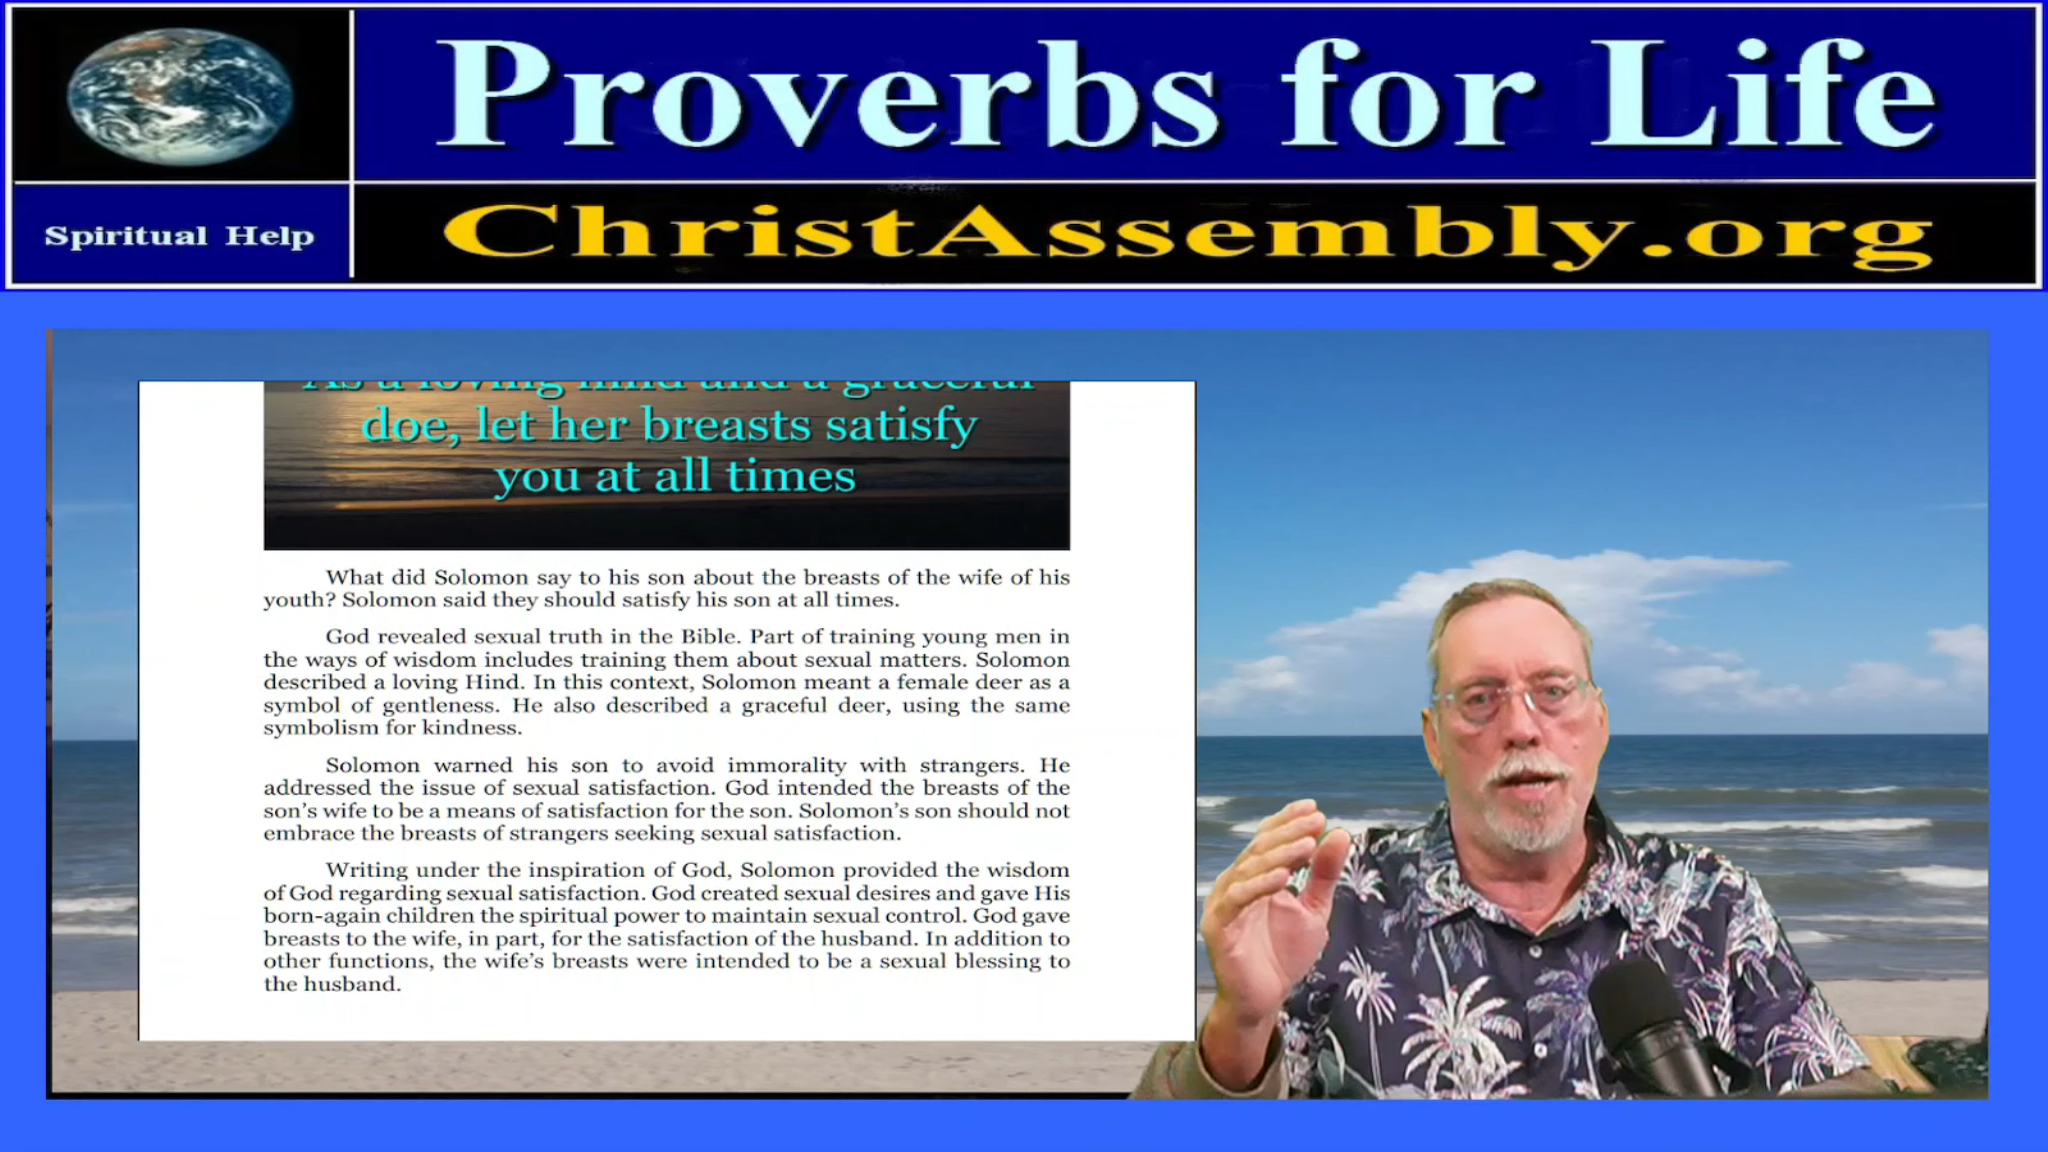 Proverbs for Life
Spiritual Help
ChristAssembly.org
As a loving hind and a graceful
doe, let her breasts satisfy
you at all times
What did Solomon say to his son about the breasts of the wife of his
youth? Solomon said they should satisfy his son at all times.
God revealed sexual truth in the Bible. Part of training young men in
the ways of wisdom includes training them about sexual matters. Solomon
described a loving Hind. In this context, Solomon meant a female deer as a
symbol of gentleness. He also described a graceful deer, using the same
symbolism for kindness.
Solomon warned his son to avoid immorality with strangers. He
addressed the issue of sexual satisfaction. God intended the breasts of the
son's wife to be a means of satisfaction for the son. Solomon's son should not
embrace the breasts of strangers seeking sexual satisfaction.
Writing under the inspiration of God, Solomon provided the wisdom
of God regarding sexual satisfaction. God created sexual desires and gave His
born-again children the spiritual power to maintain sexual control. God gave
breasts to the wife, in part, for the satisfaction of the husband. In addition to
other functions, the wife's breasts were intended to be a sexual blessing to
the husband.